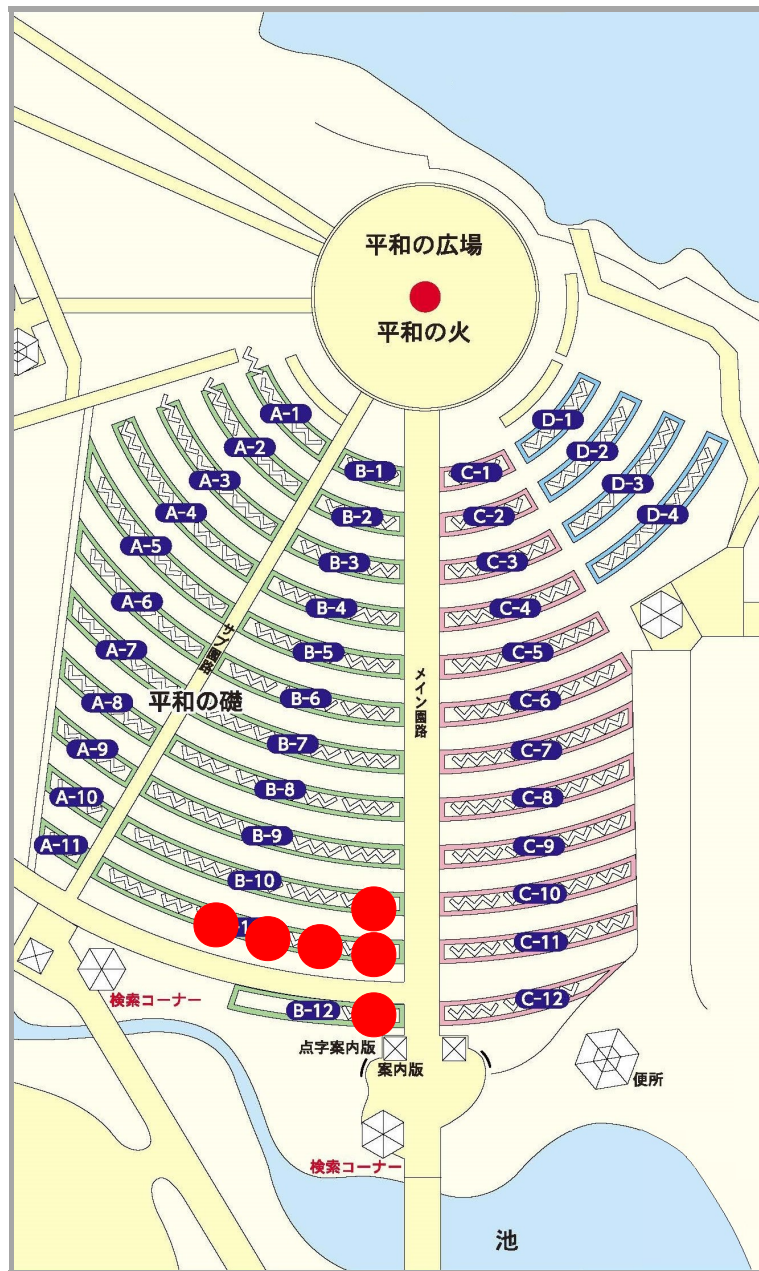 平和の広場
平和の火
A-1
A-2
A-3
A-4
A-5
A-6
A-7
A-8
A-9
A-10
A-11
B-1
B-2
B-3
B-4
B-5
B-6
B-7
B-8
B-9
B-10
B-12
C-1
C-2
C-3
C-4
C-5
C-6
C-7
C-8
C-9
C-10
C-11
C-12
D-1
D-2
D-3
D-4
サブ園路
メイン園路
平和の礎
検索コーナー
点字案内版
案内版
便所
検索コーナー
池